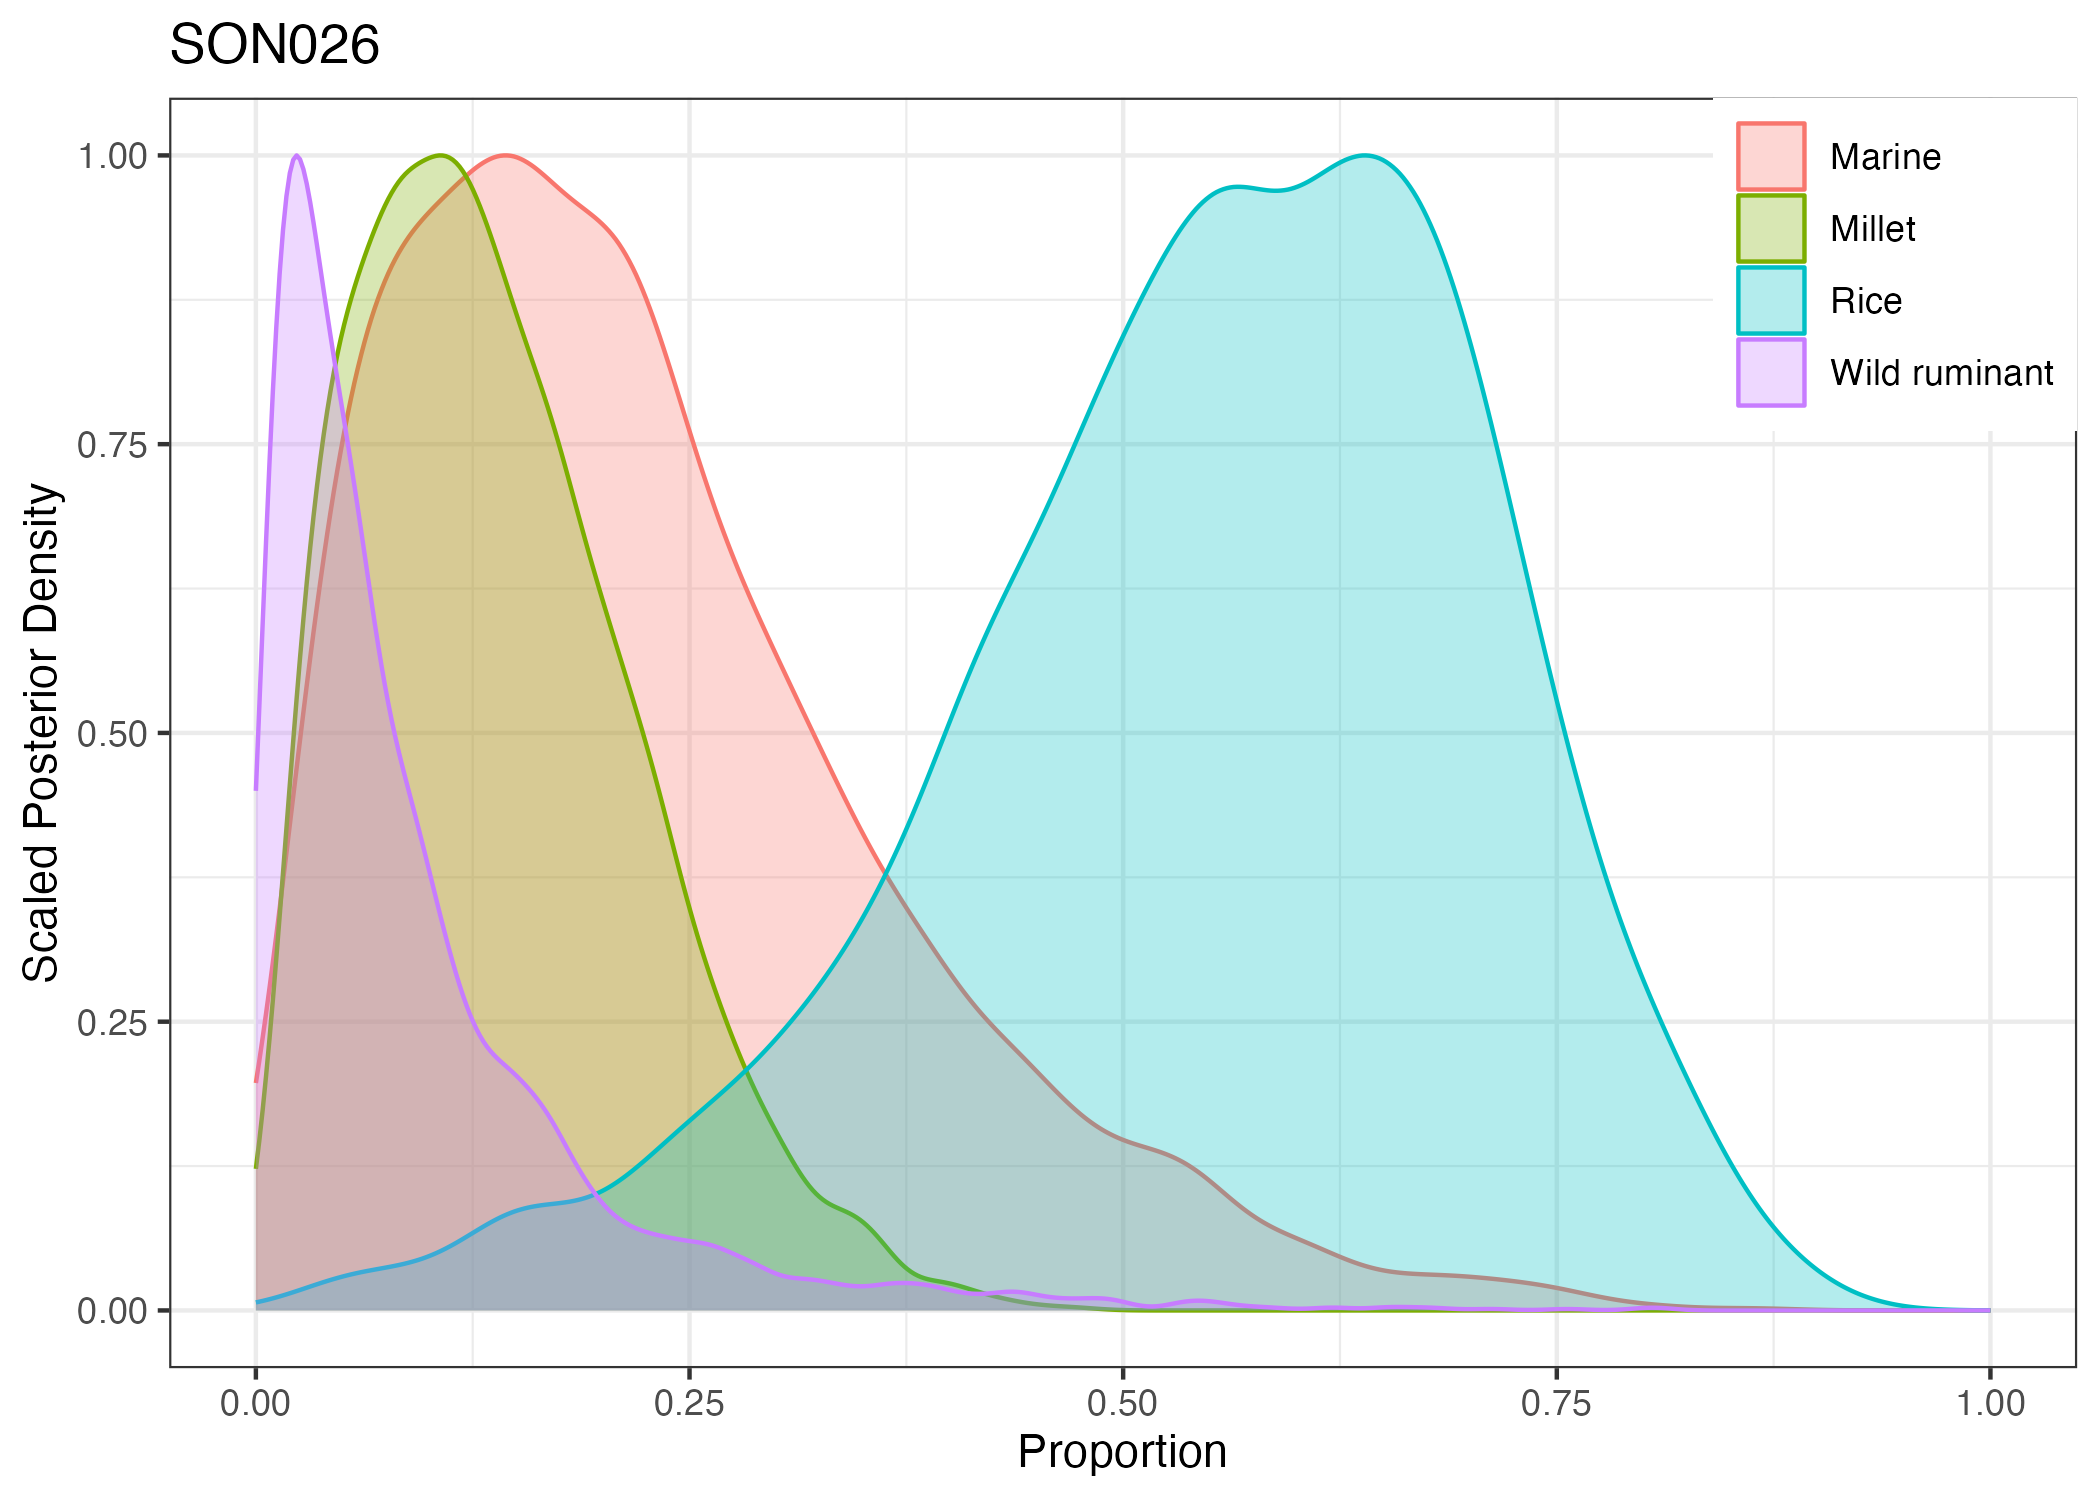 SON026
Marine
Millet
Rice
Wild ruminant
Scaled Posterior Density
1.00
0.75
0.50
0.25
0.00
0.00 0.25 0.50 0.75 1.00
Proportion